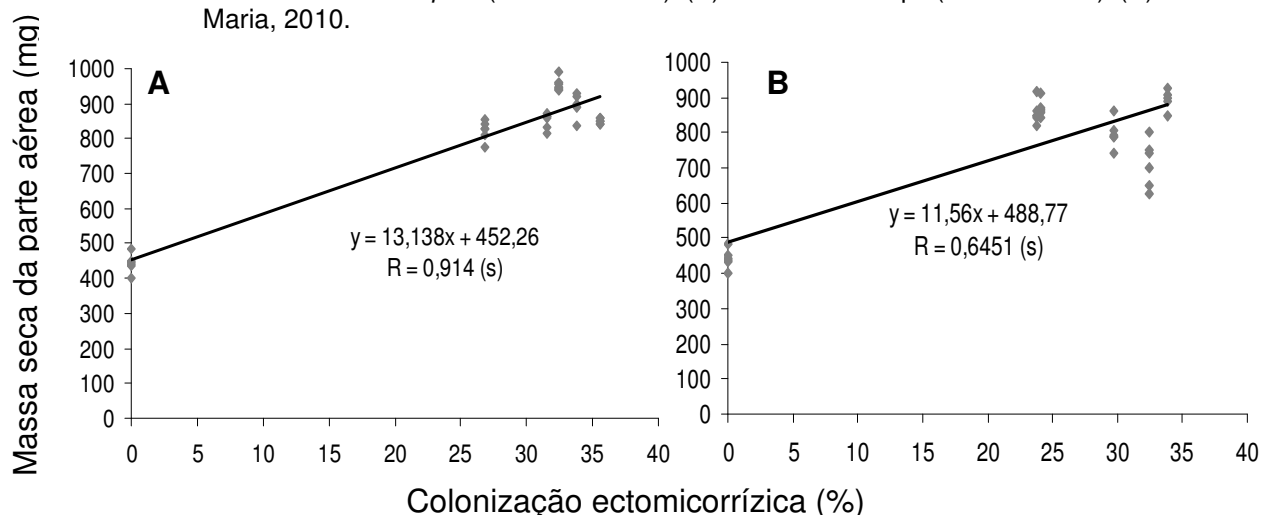 Maria, 2010.
Massa seca da parte aérea (mg)
A
1000
900
800
700
600
500
400
300
200
100
0
y = 13,138x + 452,26
R = 0,914 (s)
0 5 10 15 20 25 30 35 40
B
1000
900
800
700
600
500
400
300
200
100
0
y = 11,56x + 488,77
R = 0,6451 (s)
0 5 10 15 20 25 30 35 40
Colonização ectomicorrízica (%)